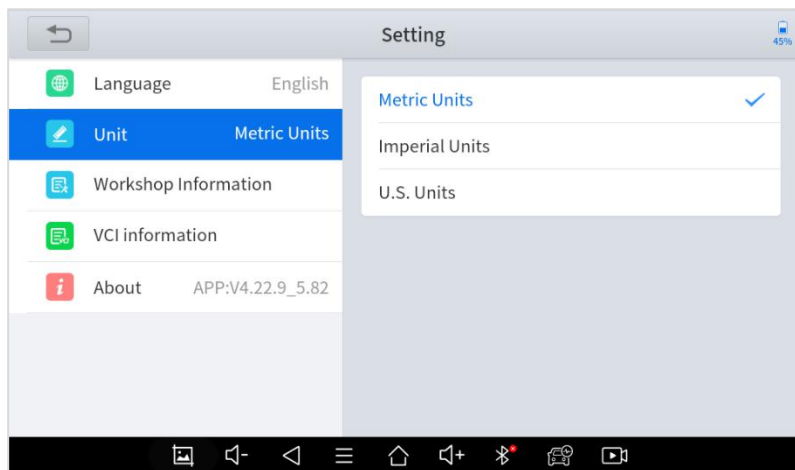 Setting
45%
Language English
Unit Metric Units
Workshop Information
VCI information
About APP:V4.22.9_5.82
Metric Units
Imperial Units
U.S. Units